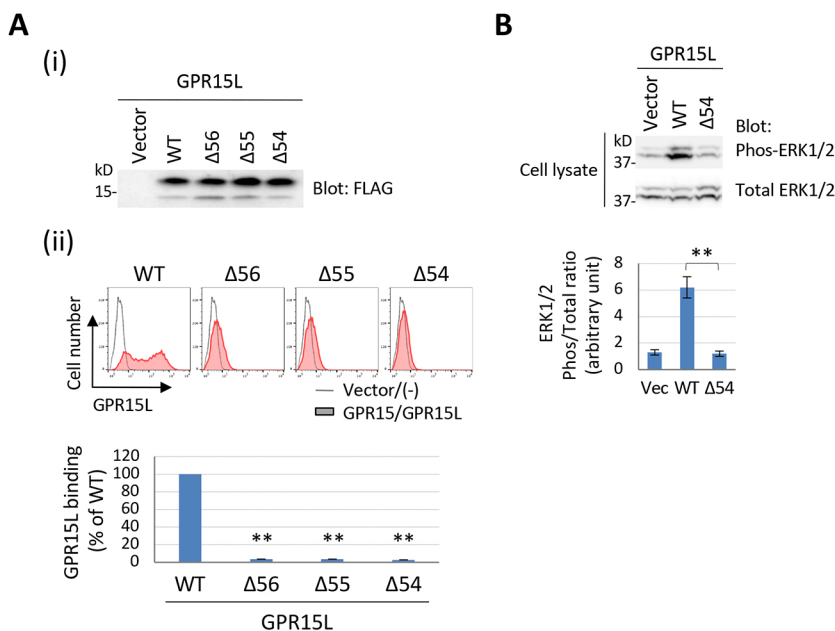 A
(i)
GPR15L
Vector
WT
Δ56
Δ55
Δ54
kD
15-
Blot: FLAG
(ii)
WT
Δ56
Δ55
Δ54
Cell number
GPR15L
Vector/(-)
GPR15/GPR15L
GPR15L binding
(% of WT)
120
100
80
60
40
20
0
**
**
**
WT
Δ56
Δ55
Δ54
GPR15L
B
GPR15L
Vector
WT
Δ54
Blot:
kD
37-
Phos-ERK1/2
Cell lysate
37-
Total ERK1/2
ERK1/2
Phos/Total ratio
(arbitrary unit)
8
6
4
2
0
**
Vec
WT
Δ54